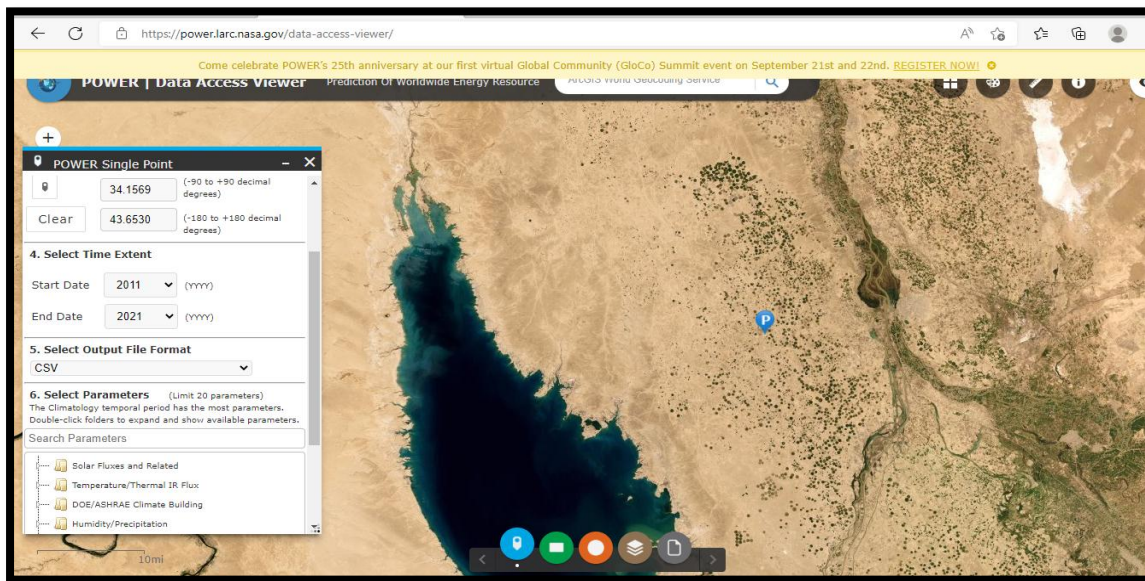 https://power.larc.nasa.gov/data-access-viewer/
Come celebrate POWER's 25th anniversary at our first virtual Global Community (GloCo) Summit event on September 21st and 22nd. REGISTER NOW!
POWER | Data Access Viewer Prediction Of Worldwide Energy Resource ArcGIS World Geocoding Service
POWER Single Point
34.1569 (-90 to +90 decimal
degrees)
Clear 43.6530 (-180 to +180 decimal
degrees)
4. Select Time Extent
Start Date 2011 (YYYY)
End Date 2021 (YYYY)
5. Select Output File Format
CSV
6. Select Parameters (Limit 20 parameters)
The Climatology temporal period has the most parameters.
Double-click folders to expand and show available parameters.
Search Parameters
Solar Fluxes and Related
Temperature/Thermal IR Flux
DOE/ASHRAE Climate Building
Humidity/Precipitation
10mi
P